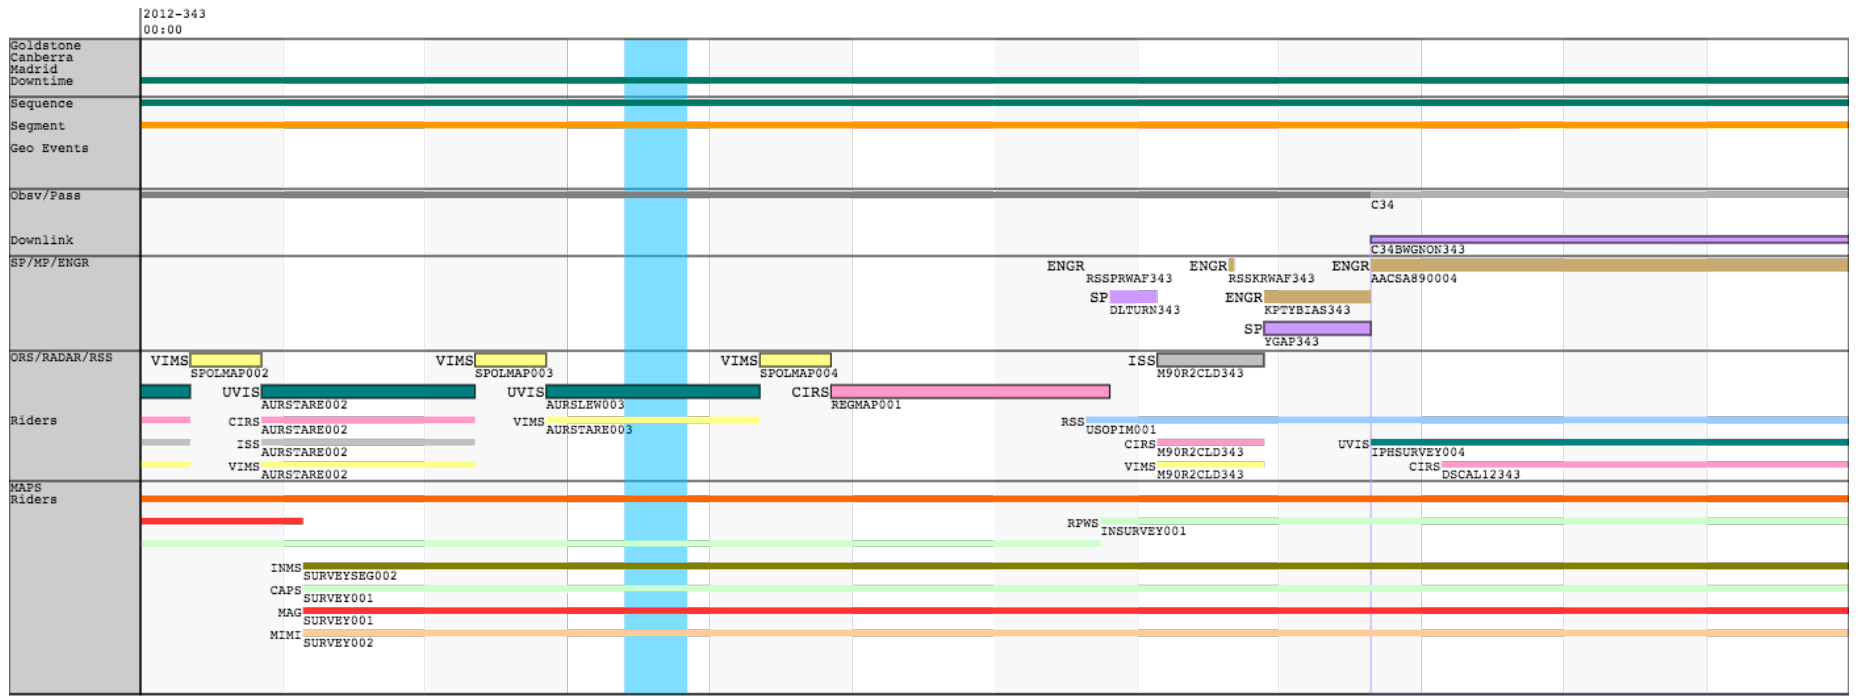 2012-343
00:00
Goldstone
Canberra
Madrid
Downtime
Sequence
Segment
Geo Events
Obsv/Pass
C34
Downlink
C34BWGNON343
SP/MP/ENGR
ENGR ENGR ENGR
RSSPRWAF343 RSSKRWAF343 AACSA890004
SP ENGR
DLTURN343 KPTYBIAS343
SP
YGAP343
ORS/RADAR/RSS
VIMS VIMS VIMS ISS
SPOLMAP002 SPOLMAP003 SPOLMAP004 M90R2CLD343
UVIS UVIS CIRS
AURSTARE002 AURSLEW003 REGMAP001
Riders
CIRS VIMS RSS
AURSTARE002 AURSTARE003 USOPIM001
ISS CIRS UVIS
AURSTARE002 M90R2CLD343 IPHSURVEY004
VIMS VIMS CIRS
AURSTARE002 M90R2CLD343 DSCAL12343
MAPS
Riders
RPWS
INSURVEY001
INMS
SURVEYSEG002
CAPS
SURVEY001
MAG
SURVEY001
MIMI
SURVEY002